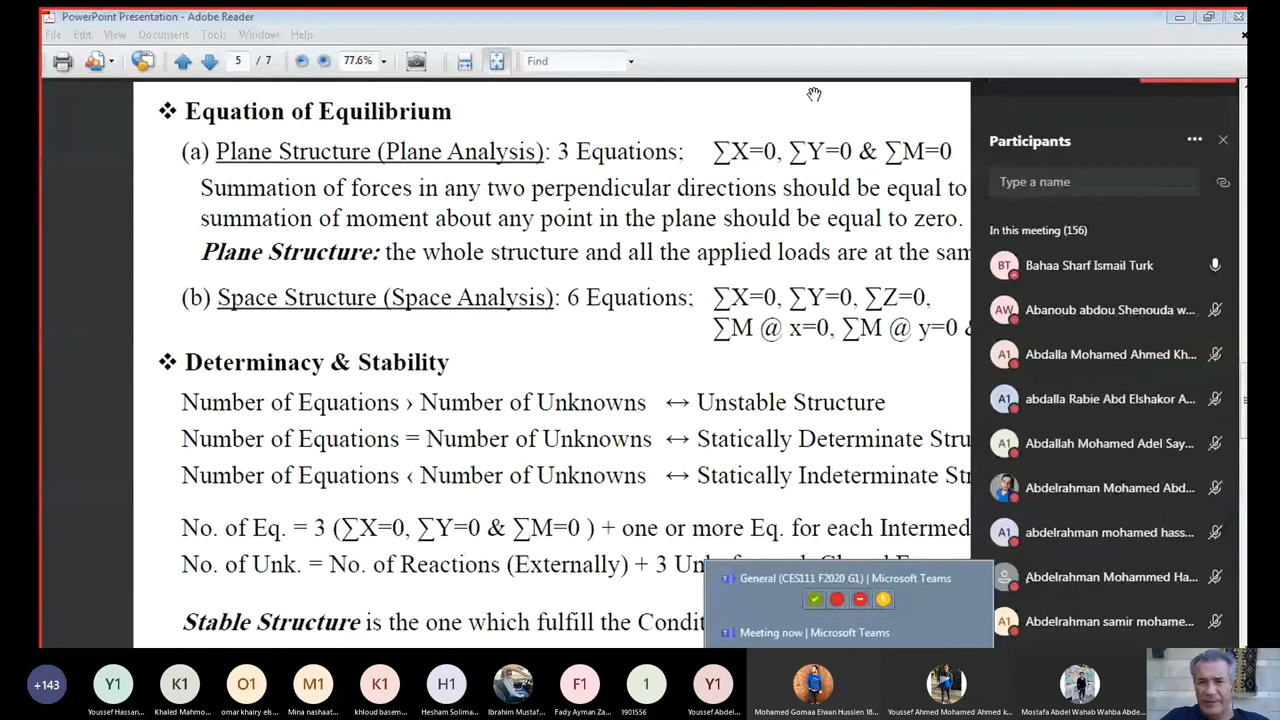 PowerPoint Presentation - Adobe Reader
File Edit View Document Tools Window Help
5 / 7 77.6% Find
❖ Equation of Equilibrium
(a) Plane Structure (Plane Analysis): 3 Equations; ∑X=0, ∑Y=0 & ∑M=0
Summation of forces in any two perpendicular directions should be equal to
summation of moment about any point in the plane should be equal to zero.
Plane Structure: the whole structure and all the applied loads are at the sam
(b) Space Structure (Space Analysis): 6 Equations; ∑X=0, ∑Y=0, ∑Z=0,
∑M @ x=0, ∑M @ y=0 &
❖ Determinacy & Stability
Number of Equations › Number of Unknowns ↔ Unstable Structure
Number of Equations = Number of Unknowns ↔ Statically Determinate Stru
Number of Equations ‹ Number of Unknowns ↔ Statically Indeterminate Str
No. of Eq. = 3 (∑X=0, ∑Y=0 & ∑M=0 ) + one or more Eq. for each Intermed
No. of Unk. = No. of Reactions (Externally) + 3 Un
Stable Structure is the one which fulfill the Condit
General (CES111 F2020 G1) | Microsoft Teams
Meeting now | Microsoft Teams
Participants
Type a name
In this meeting (156)
BT Bahaa Sharf Ismail Turk
AW Abanoub abdou Shenouda w...
A1 Abdalla Mohamed Ahmed Kh...
A1 abdalla Rabie Abd Elshakor A...
A1 Abdallah Mohamed Adel Say...
Abdelrahman Mohamed Abd...
A1 abdelrahman mohamed hass...
Abdelrahman Mohammed Ha...
A1 Abdelrahman samir mohame...
+143 Y1 K1 O1 M1 K1 H1 F1 1 Y1
Youssef Hassan... Khaled Mahmo... omar khairy els... Mina nashaat... khloud basem... Hesham Solima... Ibrahim Mustaf... Fady Ayman Za... 1901556 Youssef Abdel... Mohamed Gomaa Elwan Hussien 18... Youssef Ahmed Mohamed Ahmed k... Mostafa Abdel Wahab Wahba Abde...